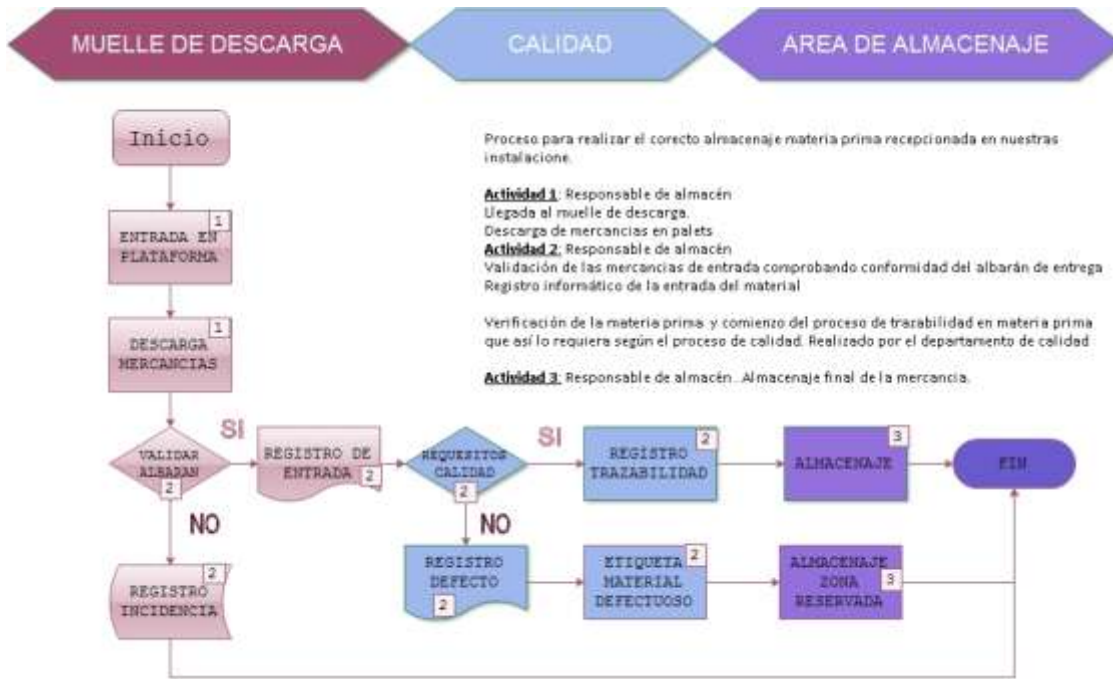 MUELLE DE DESCARGA
CALIDAD
AREA DE ALMACENAJE
Inicio
Proceso para realizar el corecto almacenaje materia prima recepcionada en nuestras
instalacione.
Actividad 1: Responsable de almacén
Llegada al muelle de descarga.
Descarga de mercancias en palets
Actividad 2: Responsable de almacén
Validación de las mercancias de entrada comprobando conformidad del albarán de entrega
Registro informático de la entrada del material
Verificación de la materia prima y comienzo del proceso de trazabilidad en materia prima
que así lo requiera según el proceso de calidad. Realizado por el departamento de calidad
Actividad 3: Responsable de almacén. Almacenaje final de la mercancia.
1
ENTRADA EN
PLATAFORMA
1
DESCARGA
MERCANCIAS
VALIDAR
ALBARAN
2
SI
REGISTRO DE
ENTRADA 2
REQUESITOS
CALIDAD
2
SI
2
REGISTRO
TRAZABILIDAD
3
ALMACENAJE
FIN
NO
NO
2
REGISTRO
INCIDENCIA
REGISTRO
DEFECTO
2
2
ETIQUETA
MATERIAL
DEFECTUOSO
ALMACENAJE
ZONA 3
RESERVADA